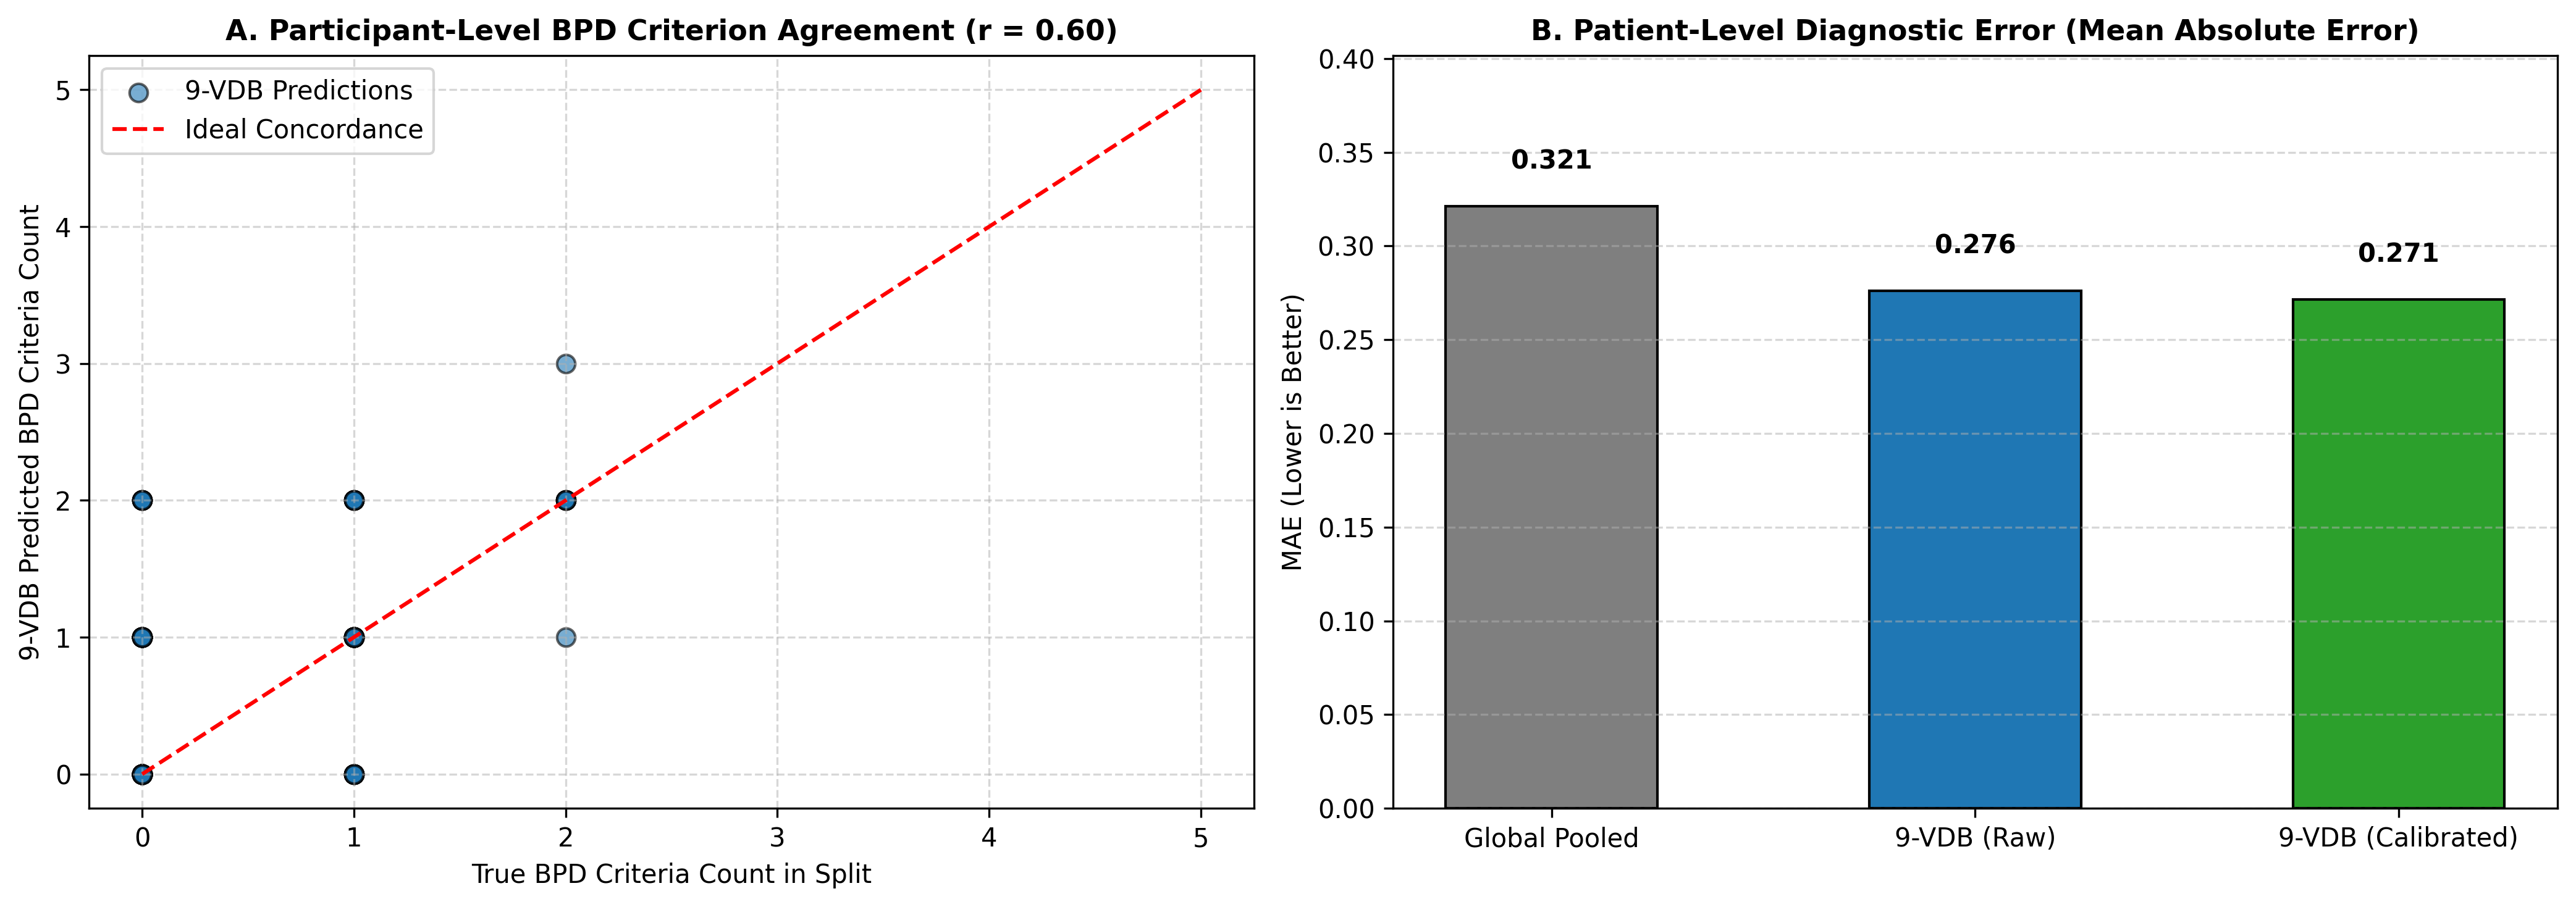 A. Participant-Level BPD Criterion Agreement (r = 0.60)
9-VDB Predictions
Ideal Concordance
9-VDB Predicted BPD Criteria Count
5
4
3
2
1
0
0 1 2 3 4 5
True BPD Criteria Count in Split
B. Patient-Level Diagnostic Error (Mean Absolute Error)
MAE (Lower is Better)
0.40
0.35
0.30
0.25
0.20
0.15
0.10
0.05
0.00
0.321
0.276
0.271
Global Pooled
9-VDB (Raw)
9-VDB (Calibrated)